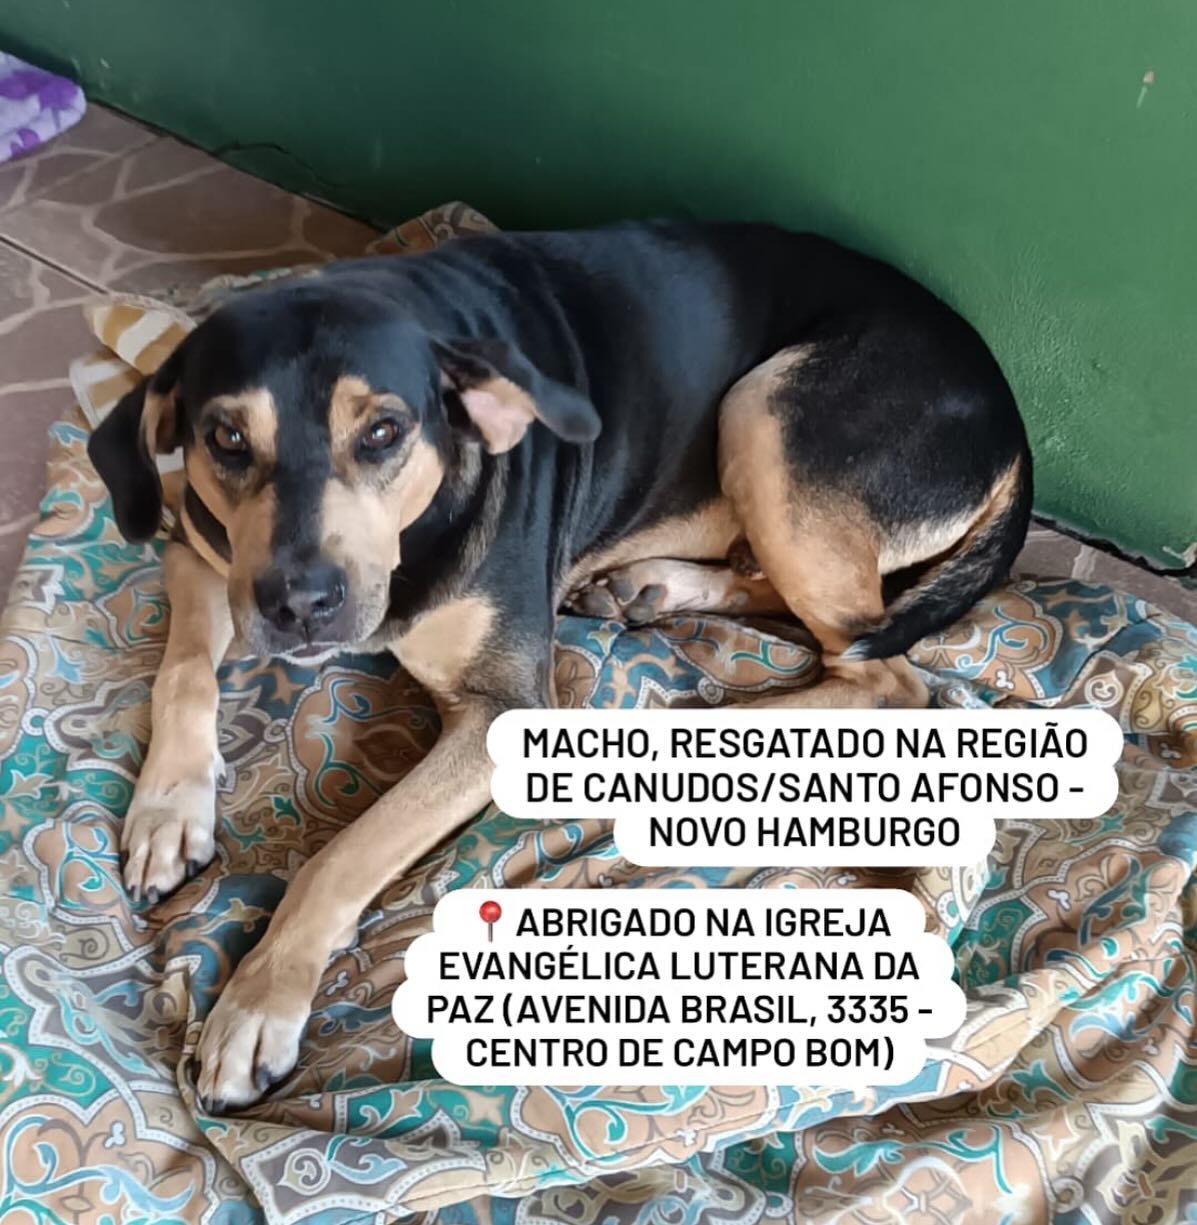 MACHO, RESGATADO NA REGIÃO
DE CANUDOS/SANTO AFONSO -
NOVO HAMBURGO
📍ABRIGADO NA IGREJA
EVANGÉLICA LUTERANA DA
PAZ (AVENIDA BRASIL, 3335 -
CENTRO DE CAMPO BOM)